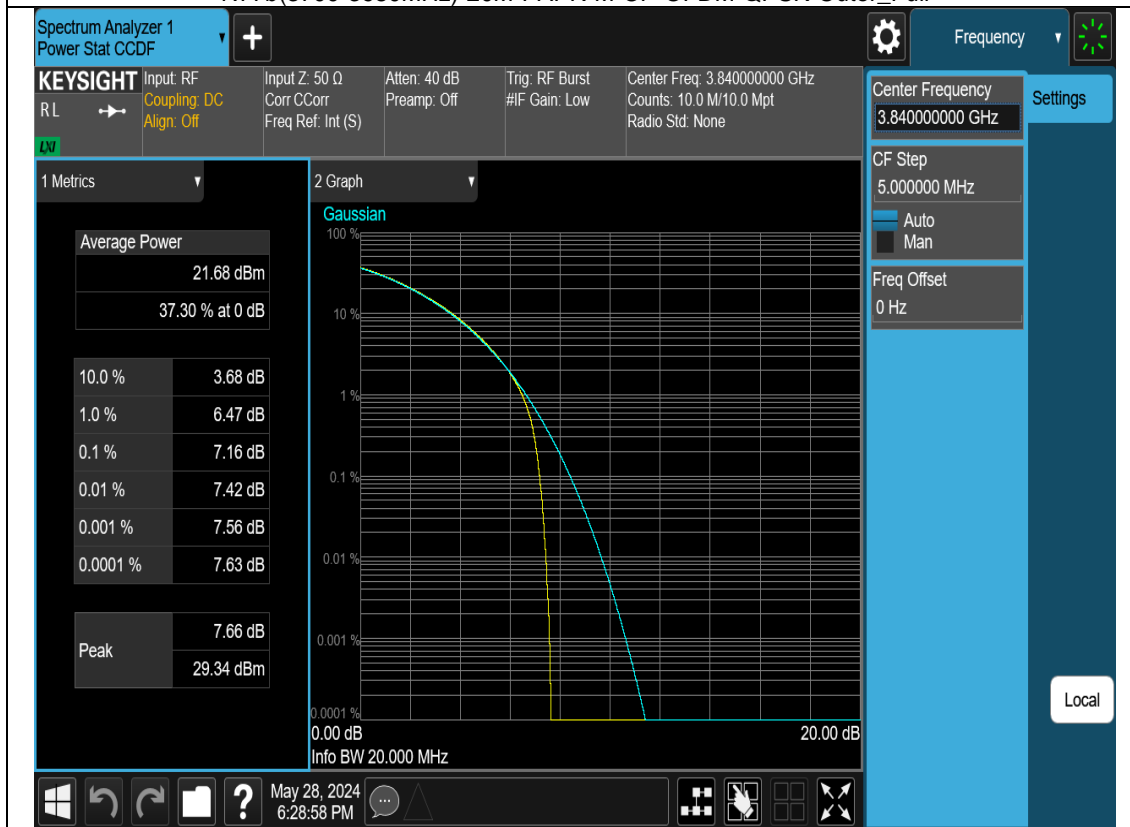 Spectrum Analyzer 1
Power Stat CCDF
Frequency
KEYSIGHT
RL
LXI
Input: RF
Coupling: DC
Align: Off
Input Z: 50 Ω
Corr CCorr
Freq Ref: Int (S)
Atten: 40 dB
Preamp: Off
Trig: RF Burst
#IF Gain: Low
Center Freq: 3.840000000 GHz
Counts: 10.0 M/10.0 Mpt
Radio Std: None
Center Frequency
3.840000000 GHz
Settings
CF Step
5.000000 MHz
Auto
Man
Freq Offset
0 Hz
1 Metrics
Average Power
21.68 dBm
37.30 % at 0 dB
10.0 % 3.68 dB
1.0 % 6.47 dB
0.1 % 7.16 dB
0.01 % 7.42 dB
0.001 % 7.56 dB
0.0001 % 7.63 dB
Peak
7.66 dB
29.34 dBm
2 Graph
Gaussian
100 %
10 %
1 %
0.1 %
0.01 %
0.001 %
0.0001 %
0.00 dB 20.00 dB
Info BW 20.000 MHz
Local
?
May 28, 2024
6:28:58 PM